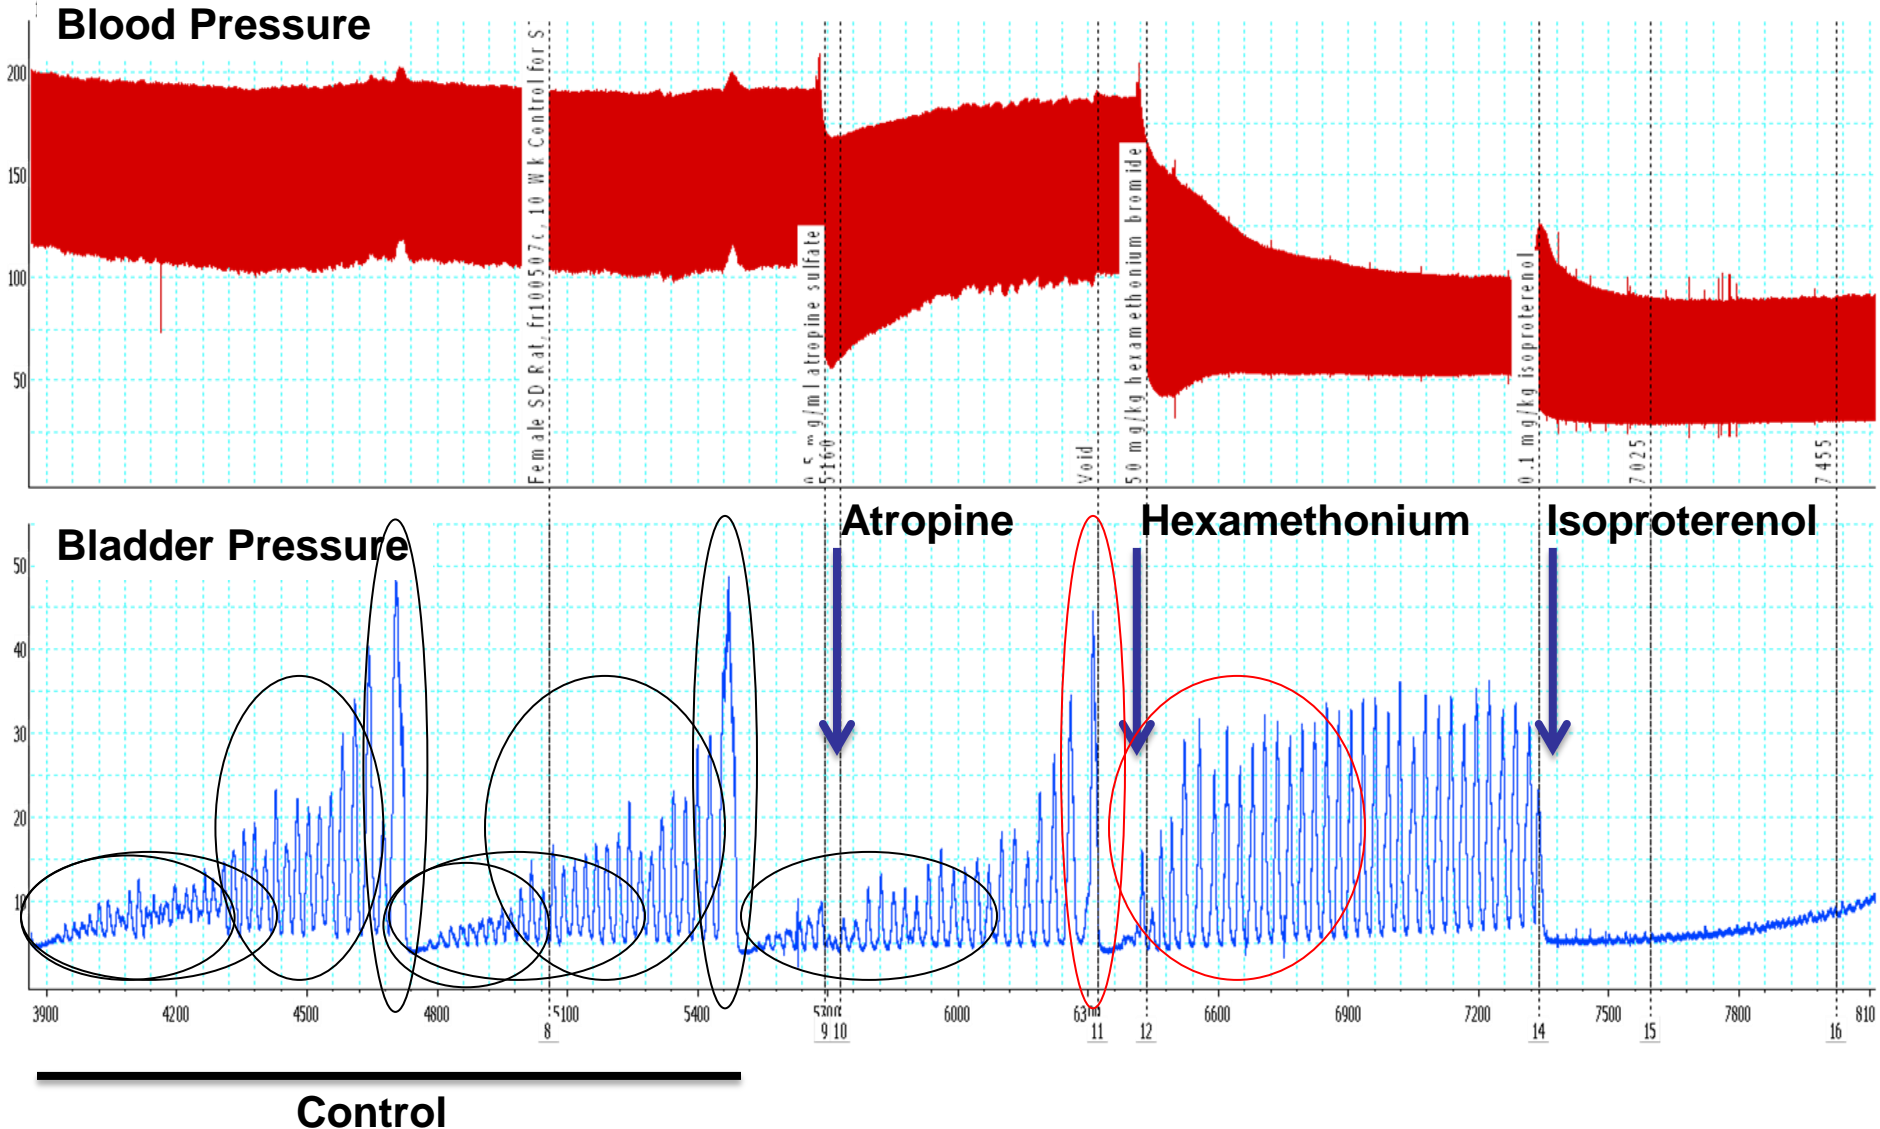 Blood Pressure
200
150
100
50
Female SD Rat, fr100507c, 10 Wk Control for S
0.5 mg/ml atropine sulfate
5160
Void
50 mg/kg hexamethonium bromide
0.1 mg/kg isoproterenol
7025
7455
Atropine
Hexamethonium
Isoproterenol
Bladder Pressure
50
40
30
20
10
3900 4200 4500 4800 5100 5400 5700 6000 6300 6600 6900 7200 7500 7800 810
8 9 10 11 12 14 15 16
Control